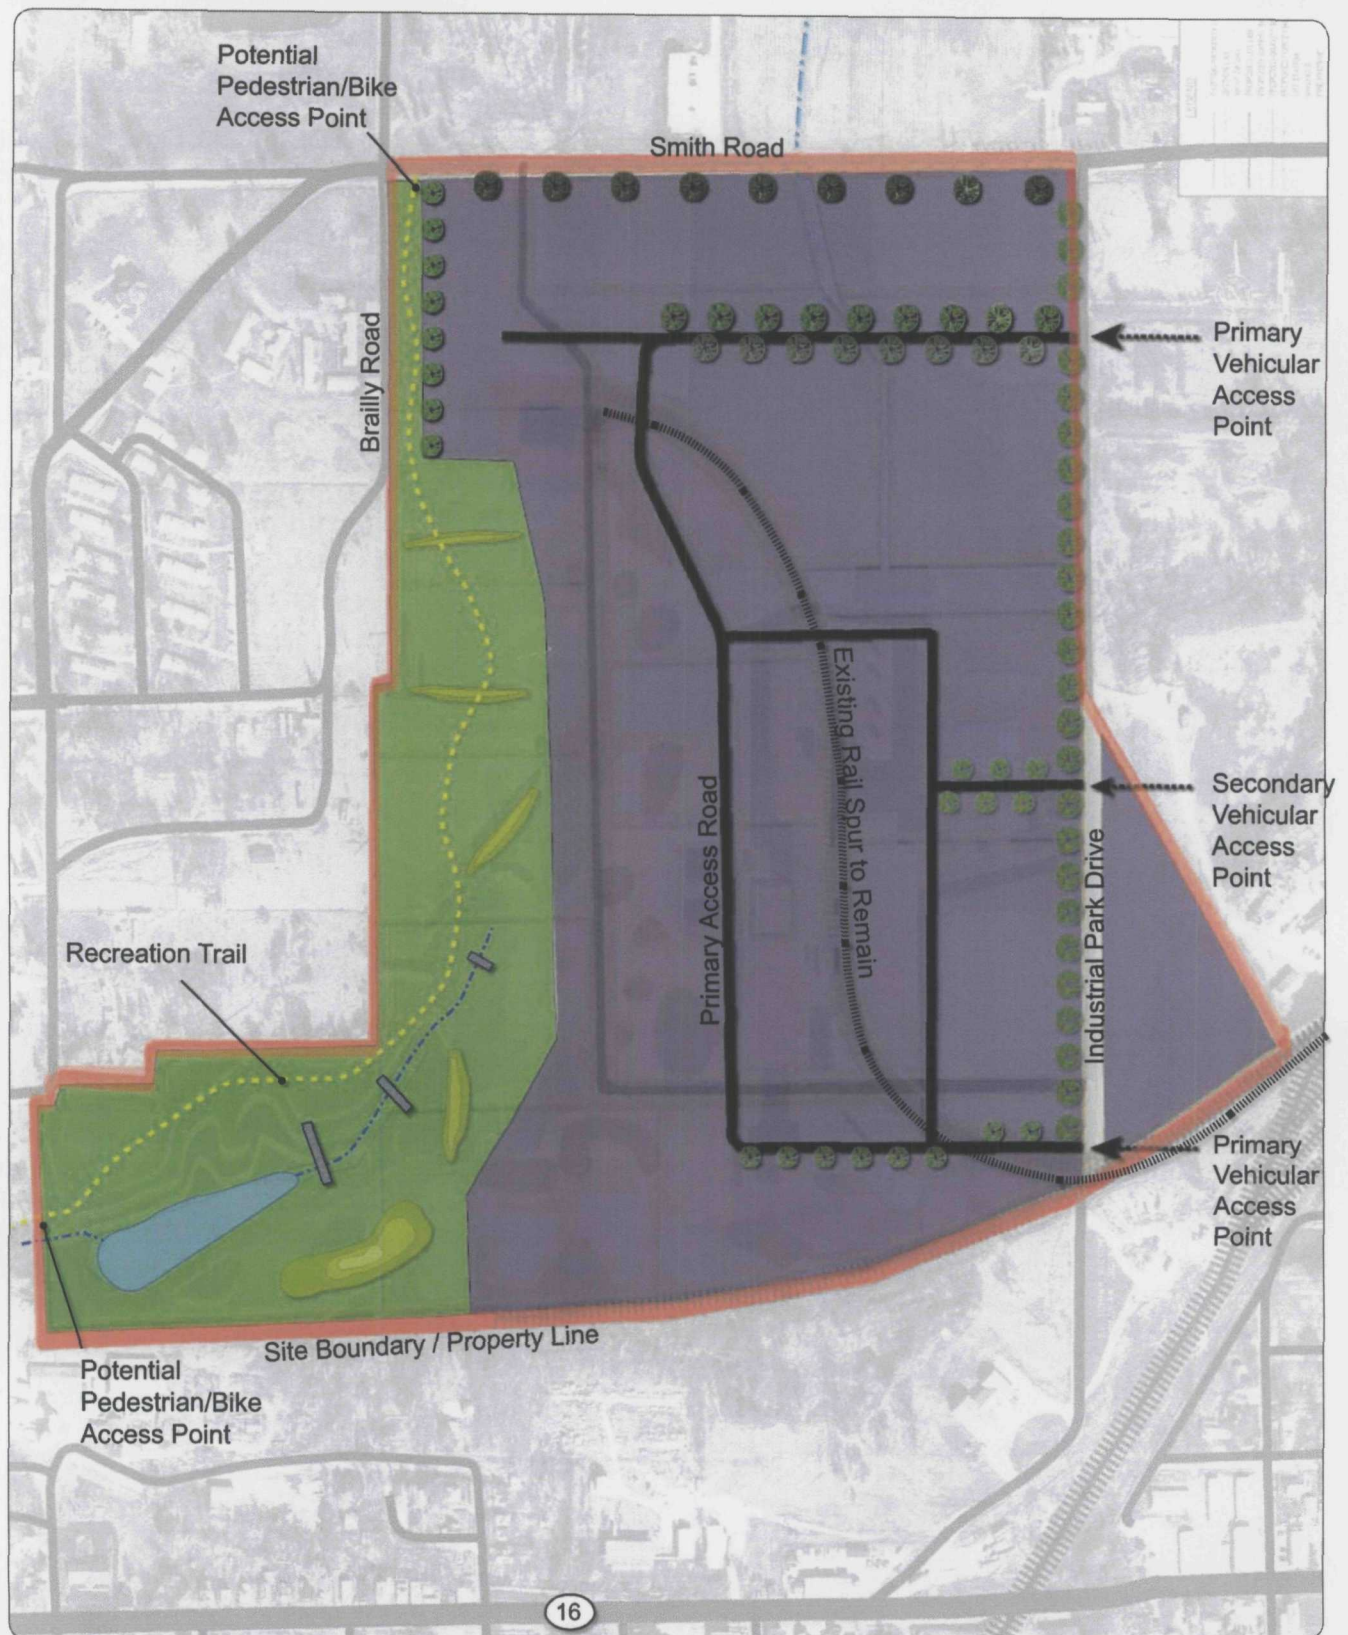 Potential
Pedestrian/Bike
Access Point
Smith Road
Brailly Road
Primary
Vehicular
Access
Point
Existing Rail Spur to Remain
Primary Access Road
Secondary
Vehicular
Access
Point
Industrial Park Drive
Recreation Trail
Primary
Vehicular
Access
Point
Site Boundary / Property Line
Potential
Pedestrian/Bike
Access Point
16